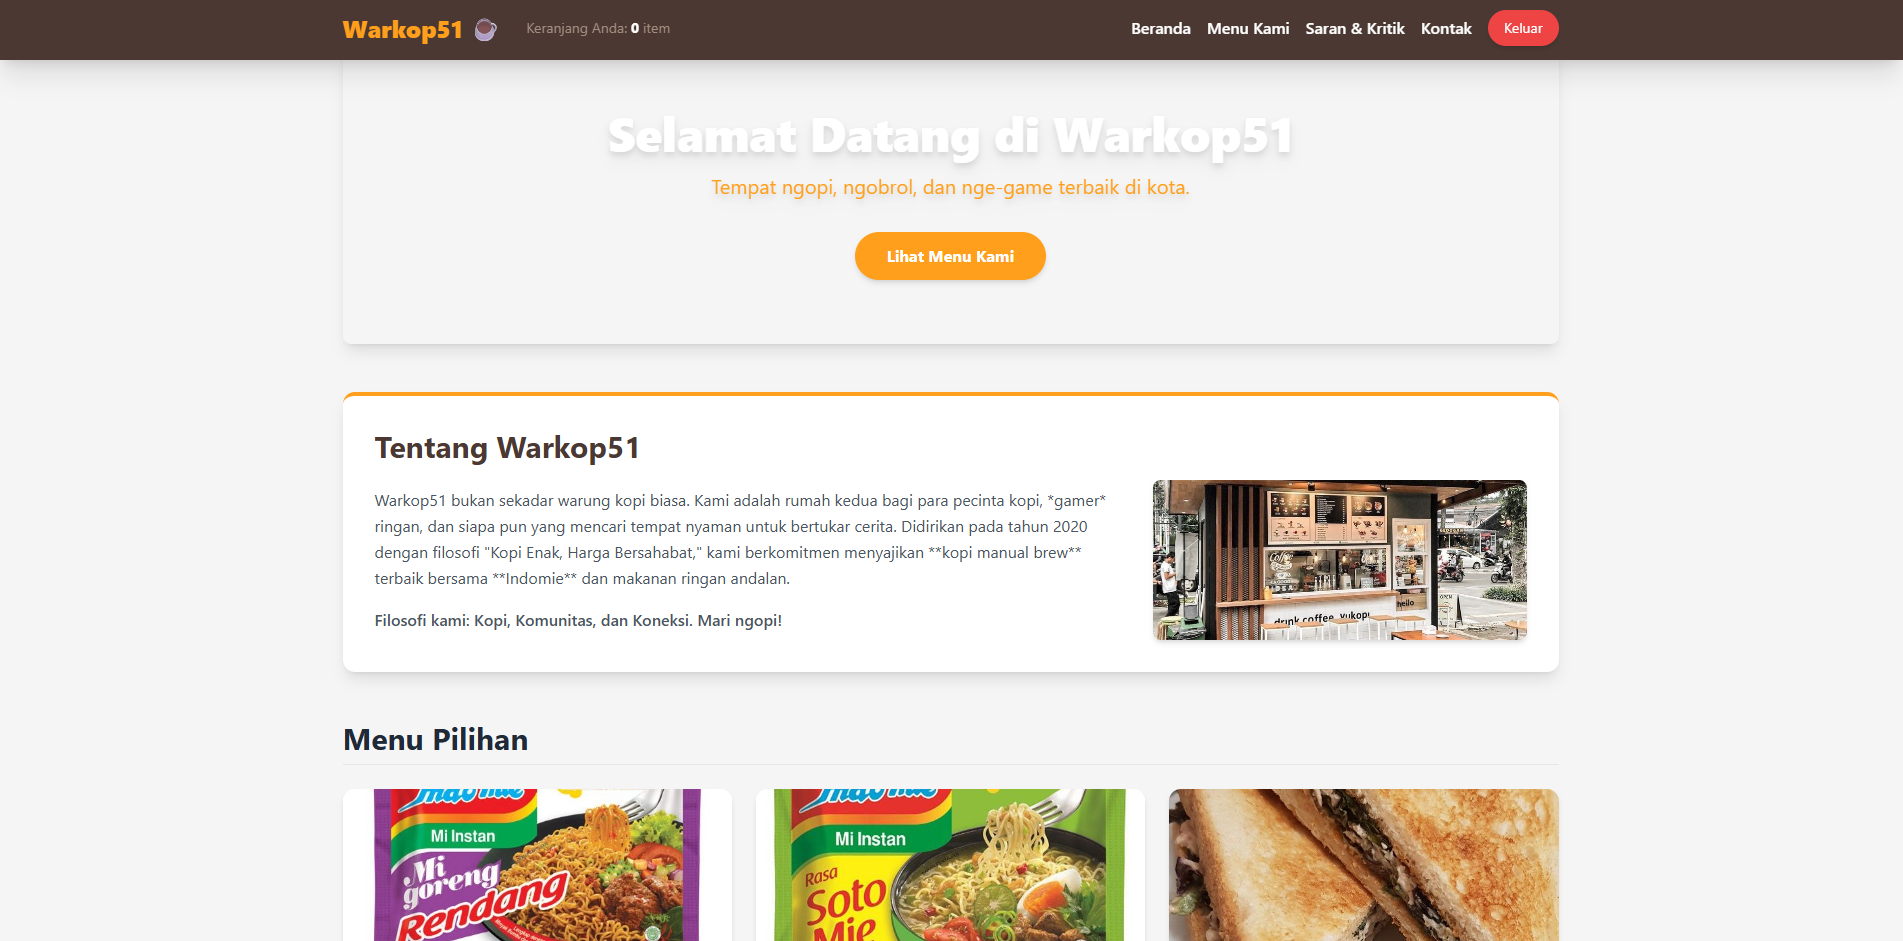 Warkop51
Keranjang Anda: 0 item
Beranda Menu Kami Saran & Kritik Kontak Keluar
Selamat Datang di Warkop51
Tempat ngopi, ngobrol, dan nge-game terbaik di kota.
Lihat Menu Kami
Tentang Warkop51
Warkop51 bukan sekadar warung kopi biasa. Kami adalah rumah kedua bagi para pecinta kopi, *gamer*
ringan, dan siapa pun yang mencari tempat nyaman untuk bertukar cerita. Didirikan pada tahun 2020
dengan filosofi "Kopi Enak, Harga Bersahabat," kami berkomitmen menyajikan **kopi manual brew**
terbaik bersama **Indomie** dan makanan ringan andalan.
Filosofi kami: Kopi, Komunitas, dan Koneksi. Mari ngopi!
Coffee
hello
drink coffee, yukopi
Menu Pilihan
Indomie
Mi Instan
Mi
goreng
Rendang
Indomie
Mi Instan
Rasa
Soto
Mie